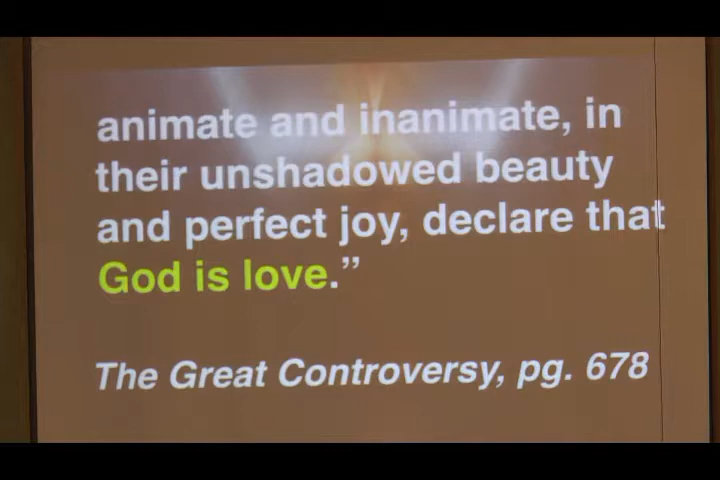 animate and inanimate, in
their unshadowed beauty
and perfect joy, declare that
God is love.”
The Great Controversy, pg. 678